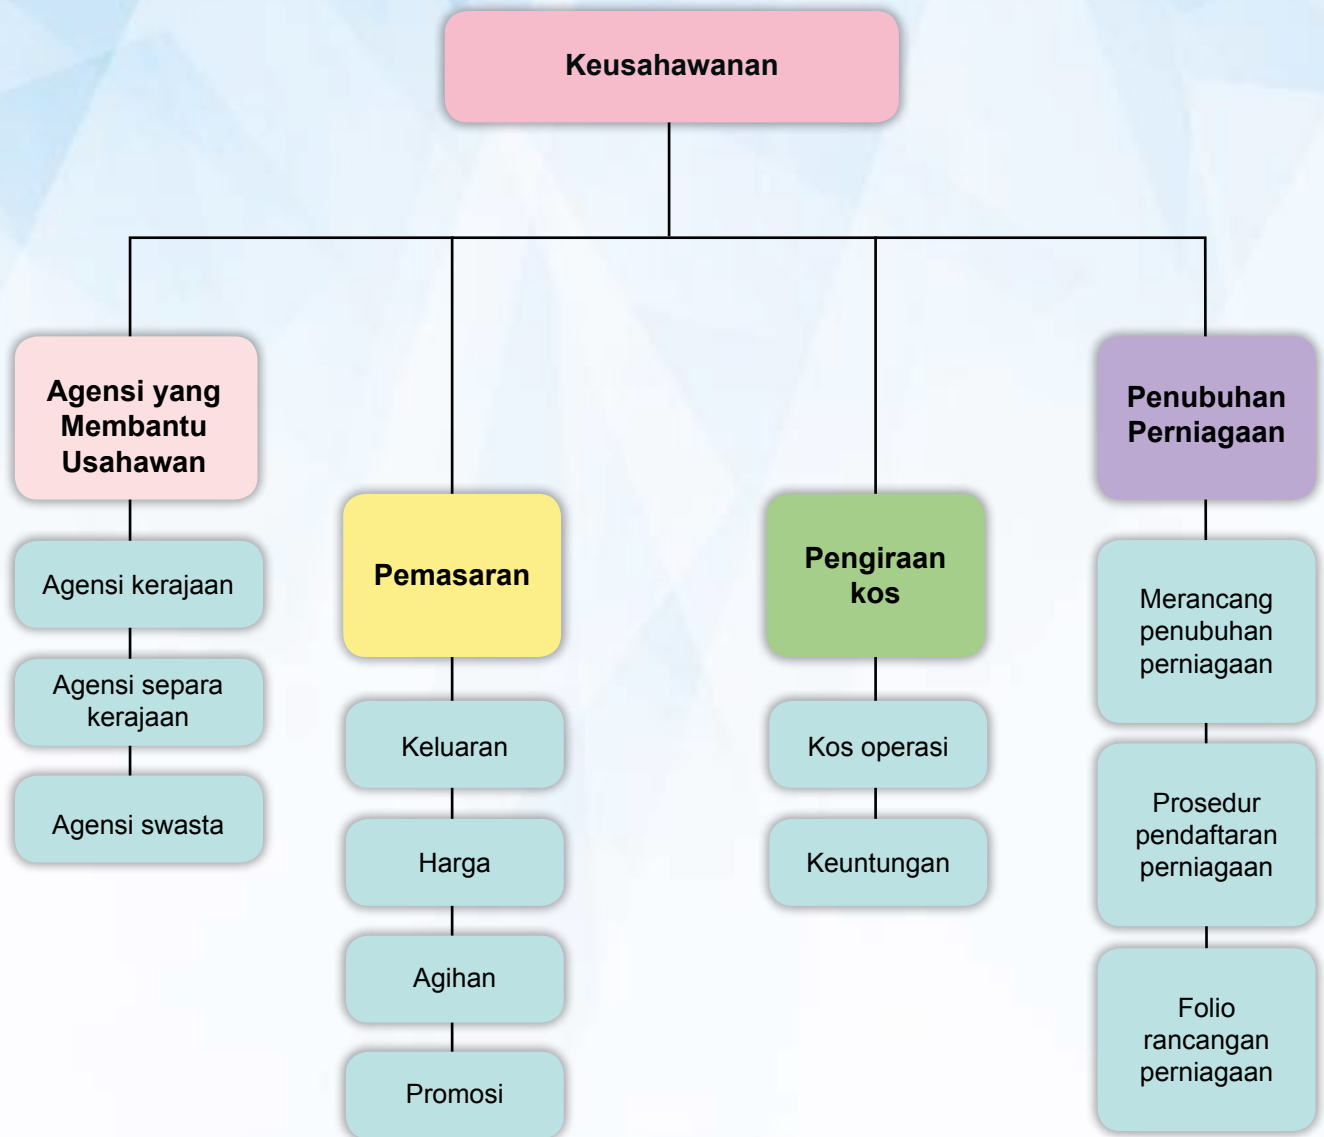 Keusahawanan
Agensi yang
Membantu
Usahawan
Agensi kerajaan
Agensi separa
kerajaan
Agensi swasta
Pemasaran
Keluaran
Harga
Agihan
Promosi
Pengiraan
kos
Kos operasi
Keuntungan
Penubuhan
Perniagaan
Merancang
penubuhan
perniagaan
Prosedur
pendaftaran
perniagaan
Folio
rancangan
perniagaan